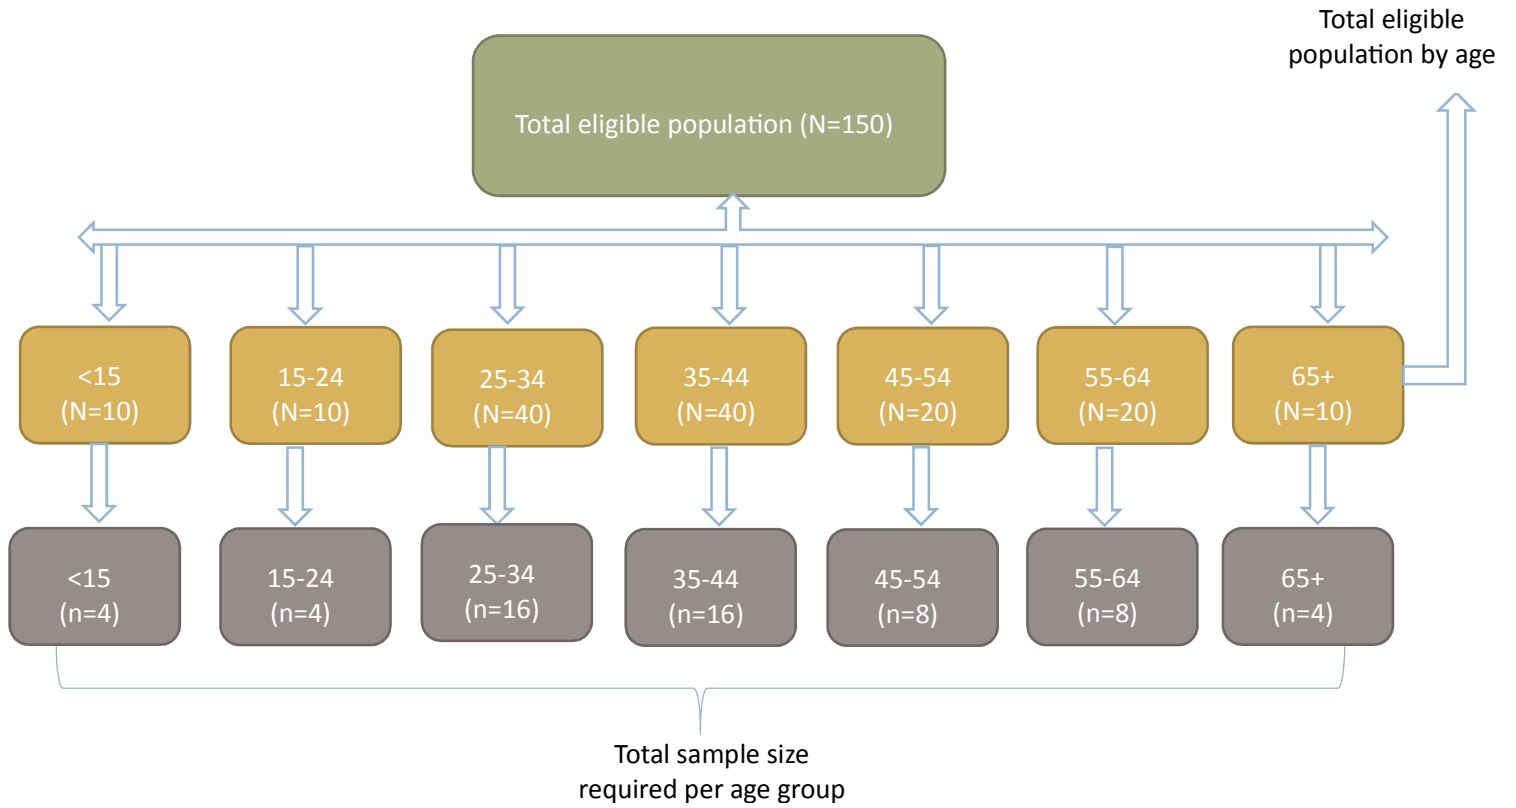 Total eligible
population by age
Total eligible population (N=150)
<15
(N=10)
15-24
(N=10)
25-34
(N=40)
35-44
(N=40)
45-54
(N=20)
55-64
(N=20)
65+
(N=10)
<15
(n=4)
15-24
(n=4)
25-34
(n=16)
35-44
(n=16)
45-54
(n=8)
55-64
(n=8)
65+
(n=4)
Total sample size
required per age group